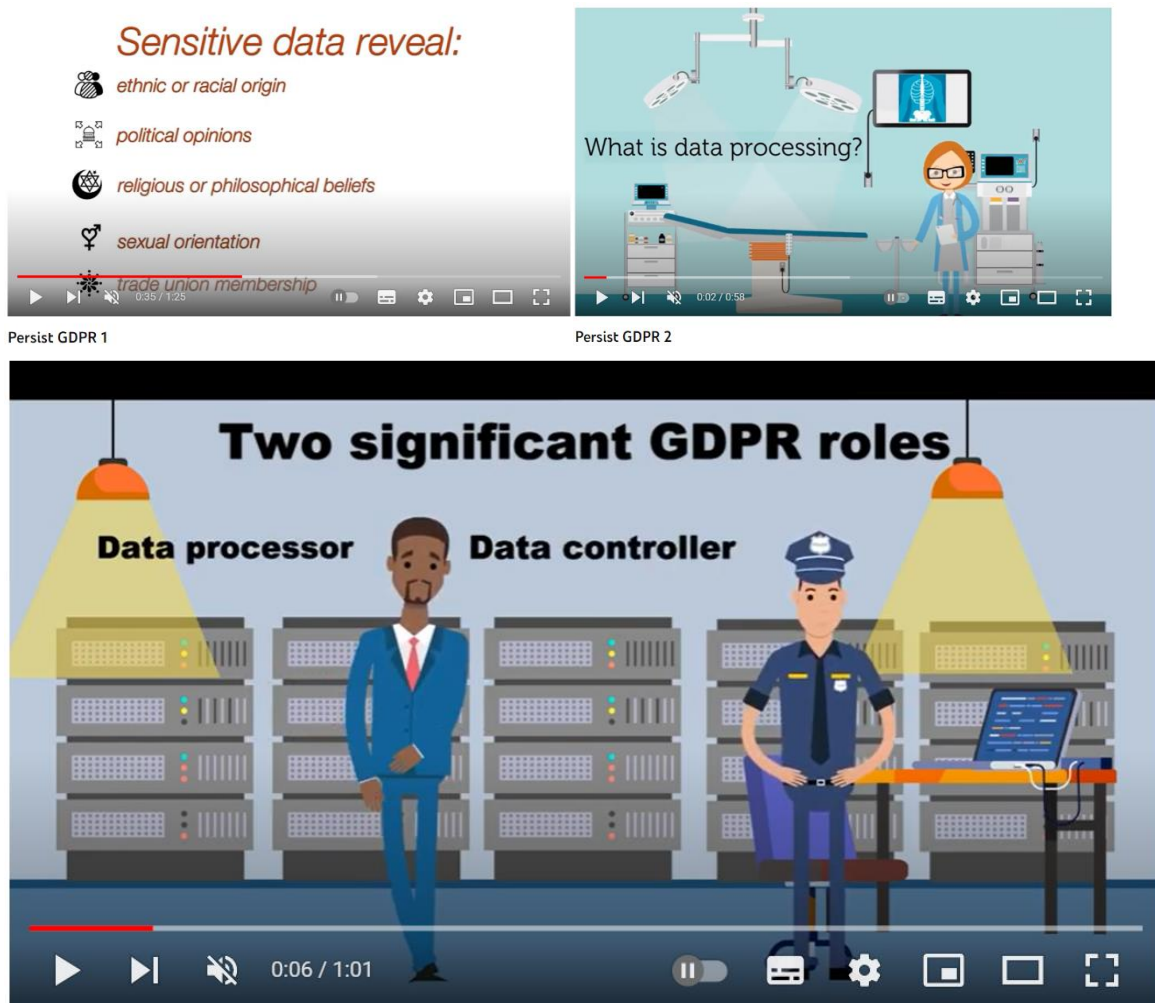 Sensitive data reveal:
ethnic or racial origin
political opinions
religious or philosophical beliefs
sexual orientation
trade union membership
0:35 / 1:25
Persist GDPR 1
What is data processing?
0:02 / 0:58
Persist GDPR 2
Two significant GDPR roles
Data processor
Data controller
0:06 / 1:01